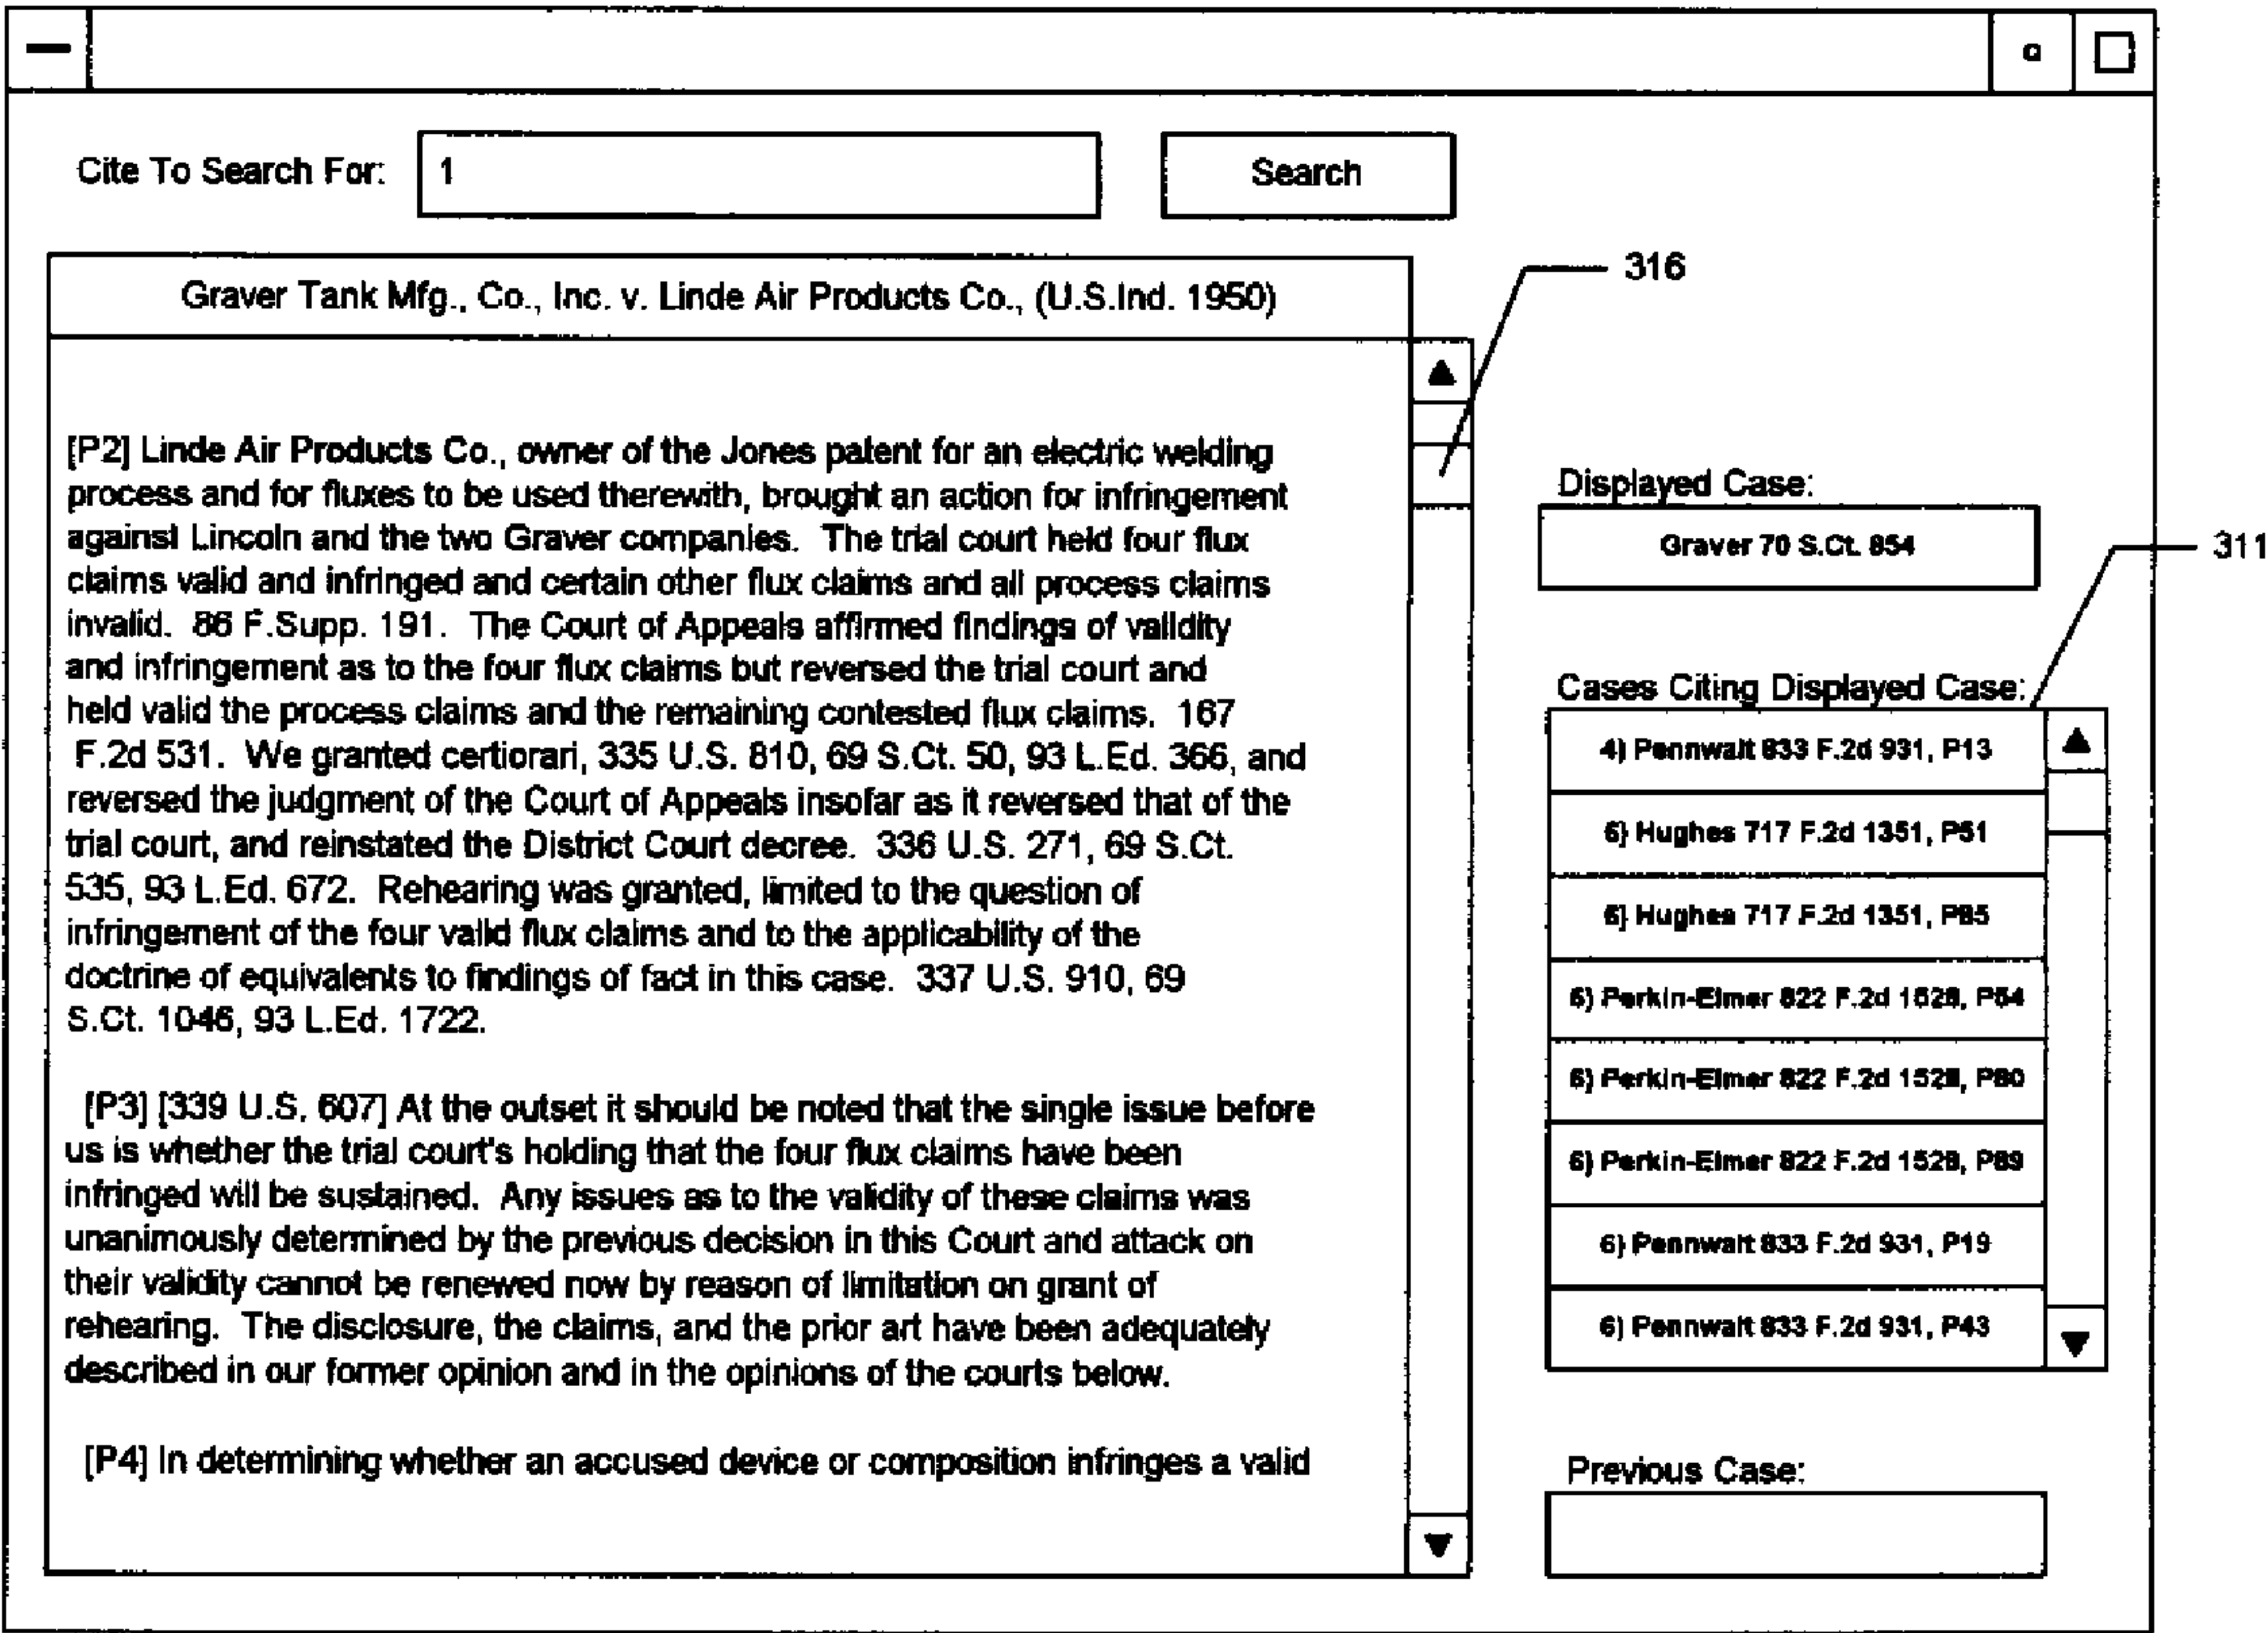 Cite To Search For:
1
Search
Graver Tank Mfg., Co., Inc. v. Linde Air Products Co., (U.S.Ind. 1950)
316
[P2] Linde Air Products Co., owner of the Jones patent for an electric welding
process and for fluxes to be used therewith, brought an action for infringement
against Lincoln and the two Graver companies. The trial court held four flux
claims valid and infringed and certain other flux claims and all process claims
invalid. 86 F.Supp. 191. The Court of Appeals affirmed findings of validity
and infringement as to the four flux claims but reversed the trial court and
held valid the process claims and the remaining contested flux claims. 167
F.2d 531. We granted certiorari, 335 U.S. 810, 69 S.Ct. 50, 93 L.Ed. 366, and
reversed the judgment of the Court of Appeals insofar as it reversed that of the
trial court, and reinstated the District Court decree. 336 U.S. 271, 69 S.Ct.
535, 93 L.Ed. 672. Rehearing was granted, limited to the question of
infringement of the four valid flux claims and to the applicability of the
doctrine of equivalents to findings of fact in this case. 337 U.S. 910, 69
S.Ct. 1046, 93 L.Ed. 1722.
[P3] [339 U.S. 607] At the outset it should be noted that the single issue before
us is whether the trial court's holding that the four flux claims have been
infringed will be sustained. Any issues as to the validity of these claims was
unanimously determined by the previous decision in this Court and attack on
their validity cannot be renewed now by reason of limitation on grant of
rehearing. The disclosure, the claims, and the prior art have been adequately
described in our former opinion and in the opinions of the courts below.
[P4] In determining whether an accused device or composition infringes a valid
Displayed Case:
Graver 70 S.Ct. 854
311
Cases Citing Displayed Case:
4) Pennwalt 833 F.2d 931, P13
6) Hughes 717 F.2d 1351, P51
6) Hughes 717 F.2d 1351, P85
6) Perkin-Elmer 822 F.2d 1528, P54
6) Perkin-Elmer 822 F.2d 1528, P80
6) Perkin-Elmer 822 F.2d 1528, P89
6) Pennwalt 833 F.2d 931, P19
6) Pennwalt 833 F.2d 931, P43
Previous Case: